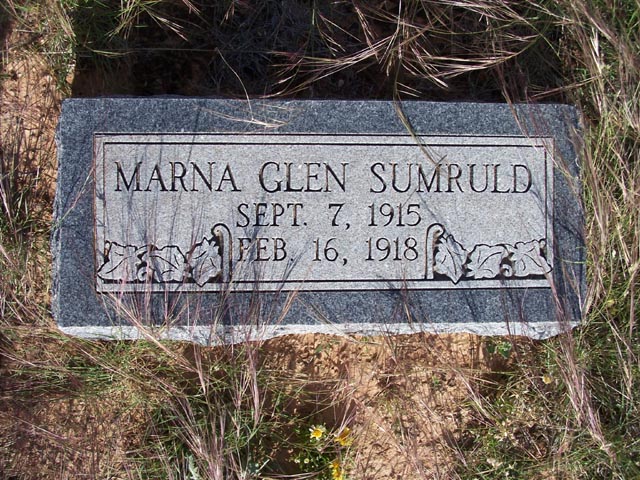 MARNA GLEN SUMRULD
SEPT. 7, 1915
FEB. 16, 1918